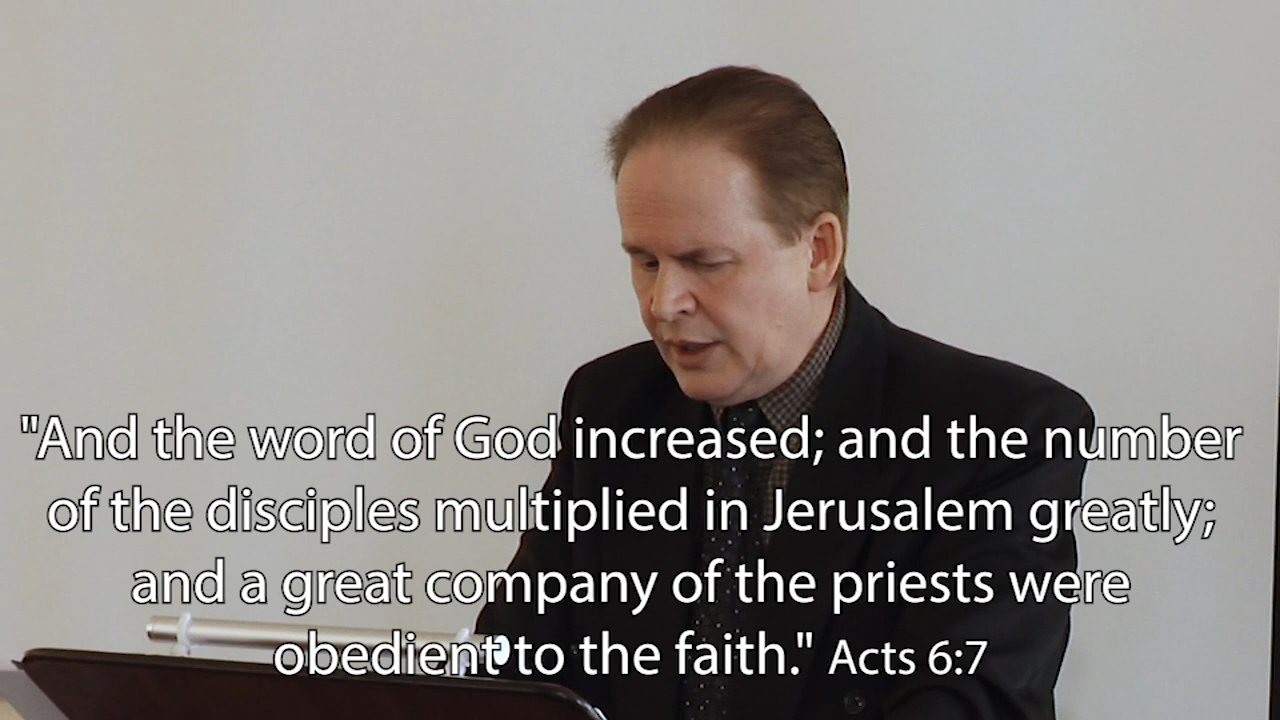 "And the word of God increased; and the number
of the disciples multiplied in Jerusalem greatly;
and a great company of the priests were
obedient to the faith." Acts 6:7